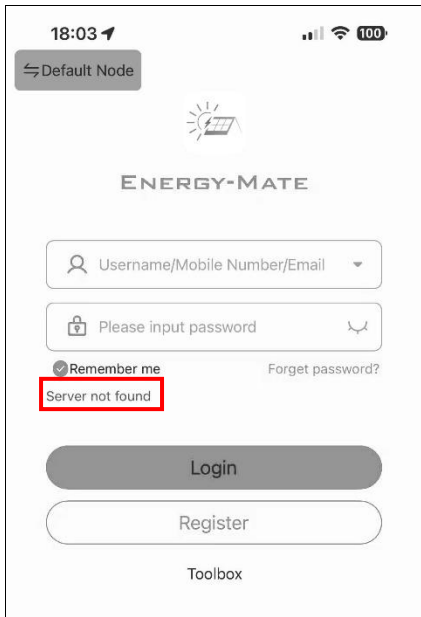 18:03
100
Default Node
ENERGY-MATE
Username/Mobile Number/Email
Please input password
Remember me Forget password?
Server not found
Login
Register
Toolbox